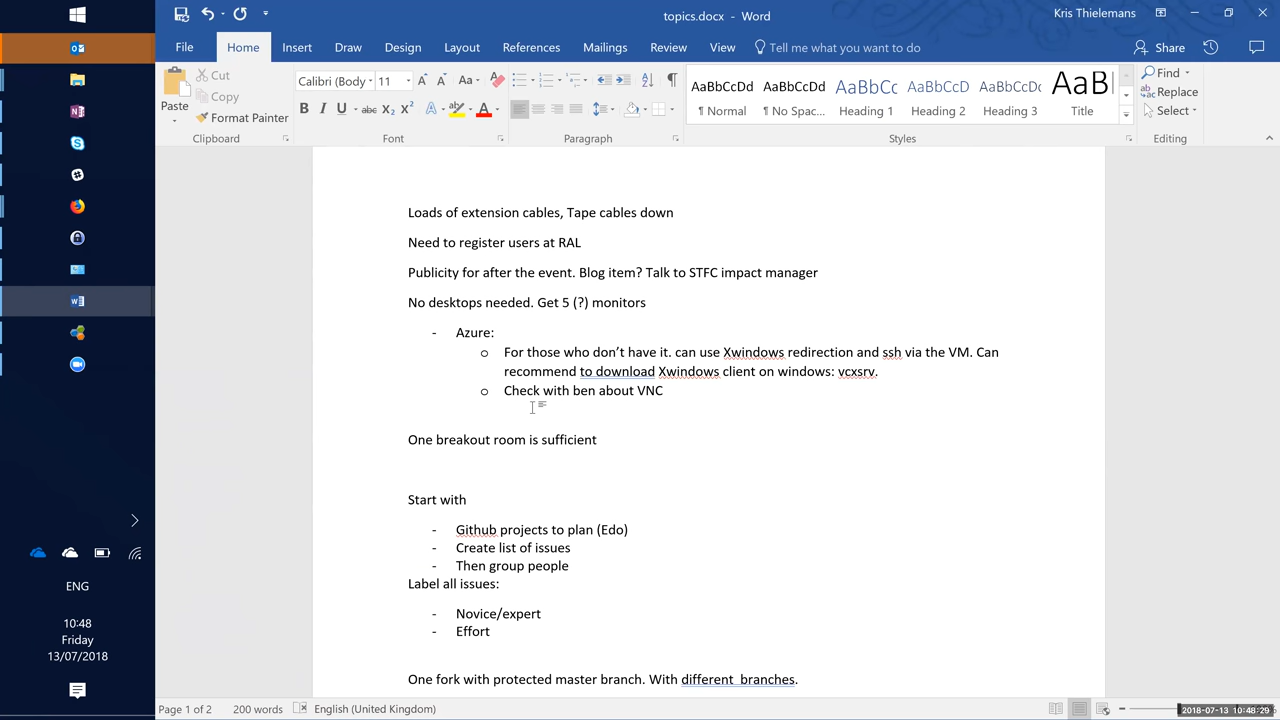 topics.docx - Word
Kris Thielemans
File Home Insert Draw Design Layout References Mailings Review View Tell me what you want to do Share
Cut
Copy
Format Painter
Paste
Calibri (Body 11
AaBbCcDd AaBbCcDd AaBbCc AaBbCcD AaBbCcDc AaB
¶ Normal ¶ No Spac... Heading 1 Heading 2 Heading 3 Title
Find
Replace
Select
Clipboard Font Paragraph Styles Editing
Loads of extension cables, Tape cables down
Need to register users at RAL
Publicity for after the event. Blog item? Talk to STFC impact manager
No desktops needed. Get 5 (?) monitors
- Azure:
o For those who don’t have it. can use Xwindows redirection and ssh via the VM. Can
recommend to download Xwindows client on windows: vcxsrv.
o Check with ben about VNC
One breakout room is sufficient
Start with
- Github projects to plan (Edo)
- Create list of issues
- Then group people
Label all issues:
- Novice/expert
- Effort
One fork with protected master branch. With different branches.
ENG
10:48
Friday
13/07/2018
Page 1 of 2 200 words English (United Kingdom)
2018-07-13 10:48:29